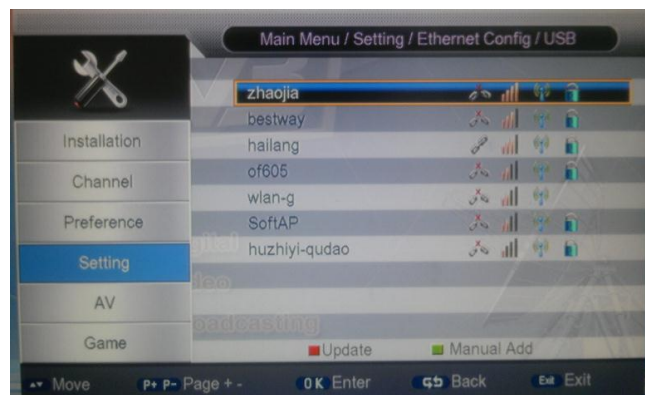 Main Menu / Setting / Ethernet Config / USB
zhaojia
bestway
hailang
of605
wlan-g
SoftAP
huzhiyi-qudao
Installation
Channel
Preference
Setting
AV
Game
Update Manual Add
Move P+ P- Page + - OK Enter Back Exit Exit